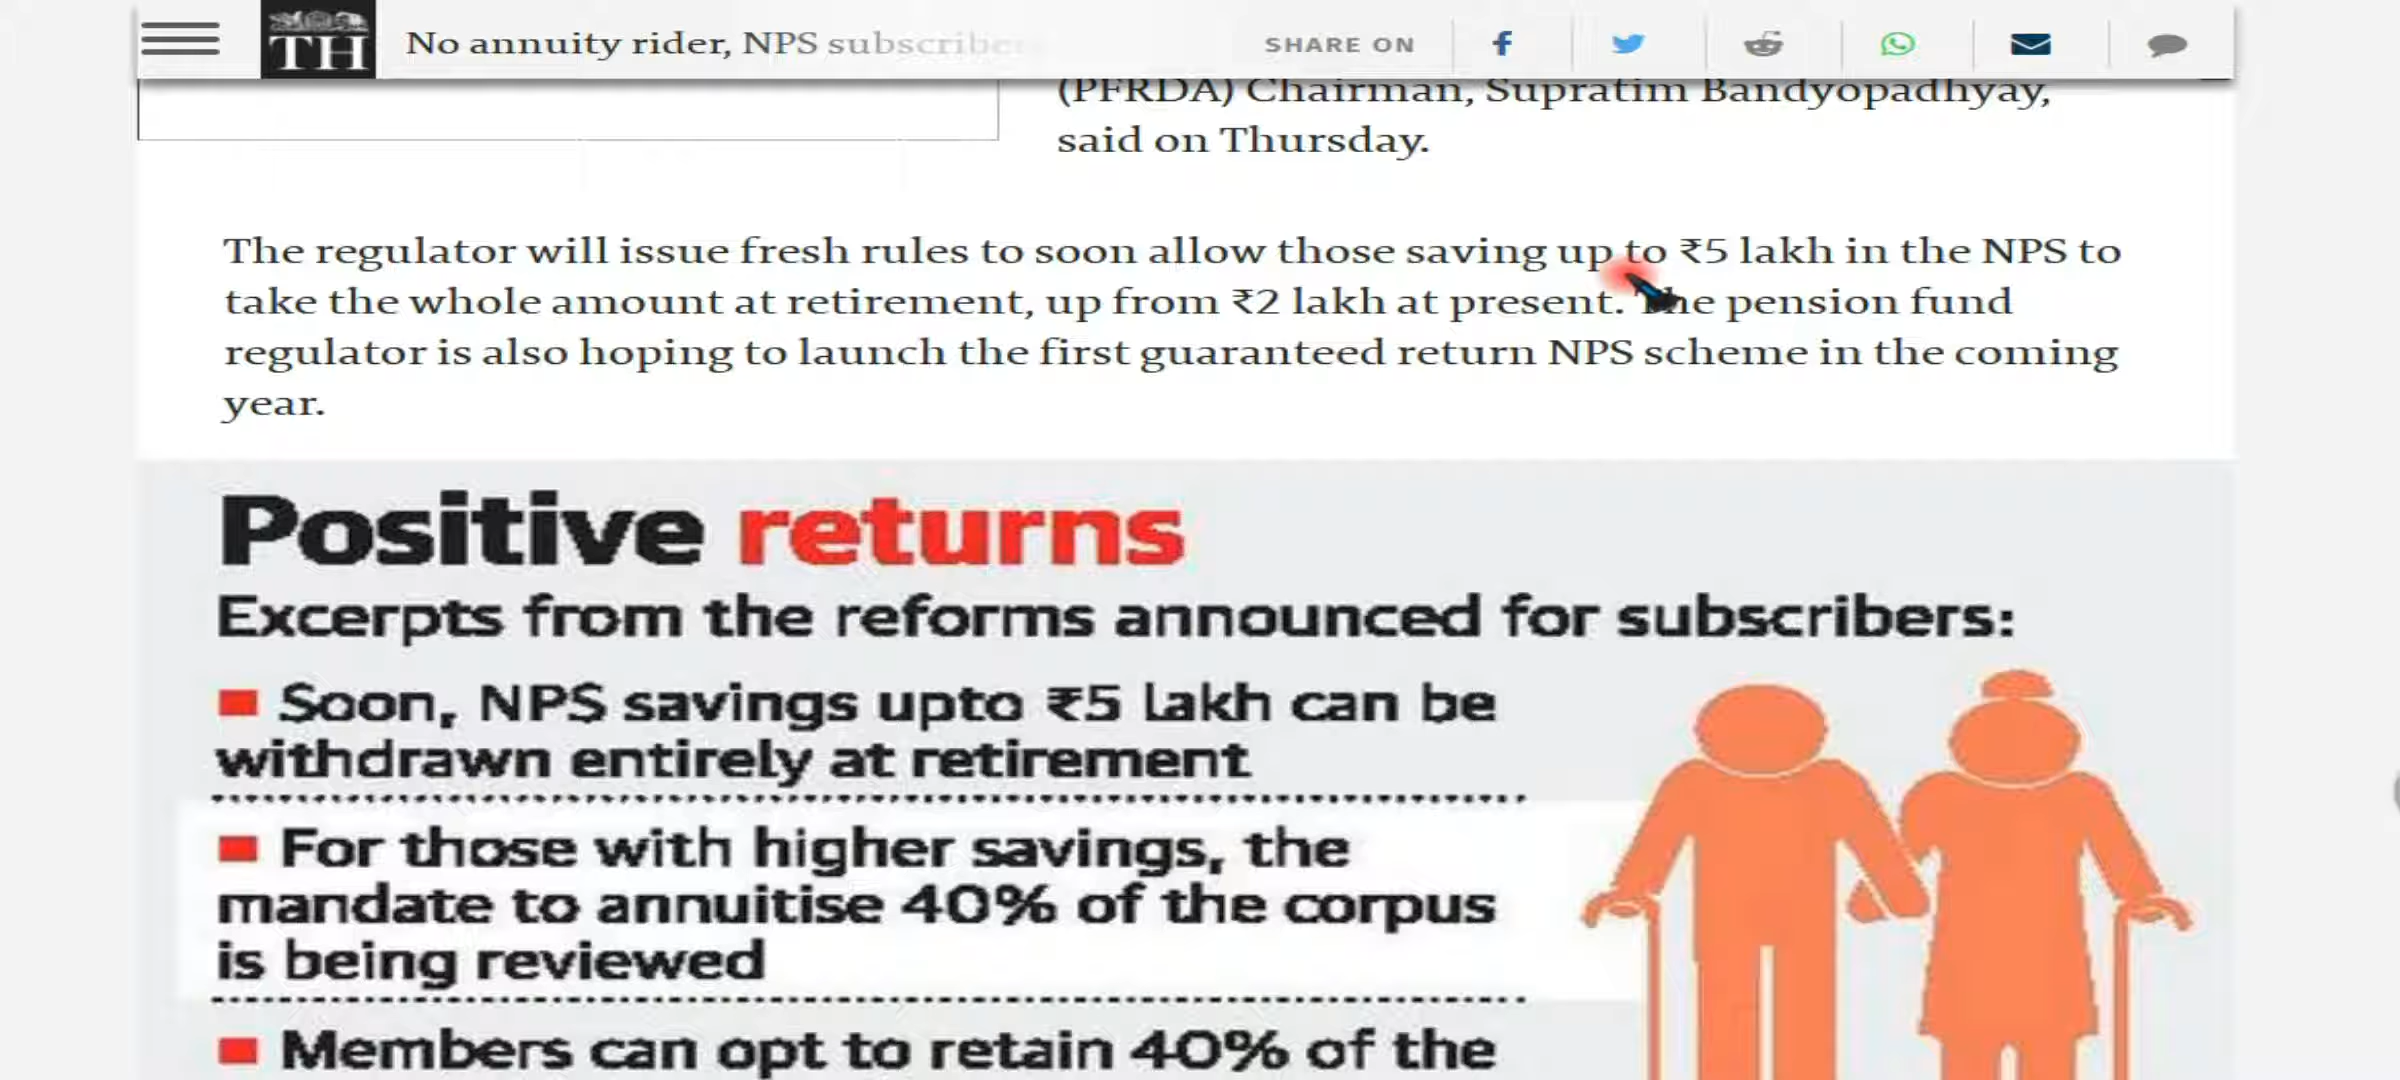 TH
No annuity rider, NPS subscribe
SHARE ON
(PFRDA) Chairman, Supratim Bandyopadhyay,
said on Thursday.
The regulator will issue fresh rules to soon allow those saving up to ₹5 lakh in the NPS to
take the whole amount at retirement, up from ₹2 lakh at present. The pension fund
regulator is also hoping to launch the first guaranteed return NPS scheme in the coming
year.
Positive returns
Excerpts from the reforms announced for subscribers:
Soon, NPS savings upto ₹5 lakh can be
withdrawn entirely at retirement
For those with higher savings, the
mandate to annuitise 40% of the corpus
is being reviewed
Members can opt to retain 40% of the